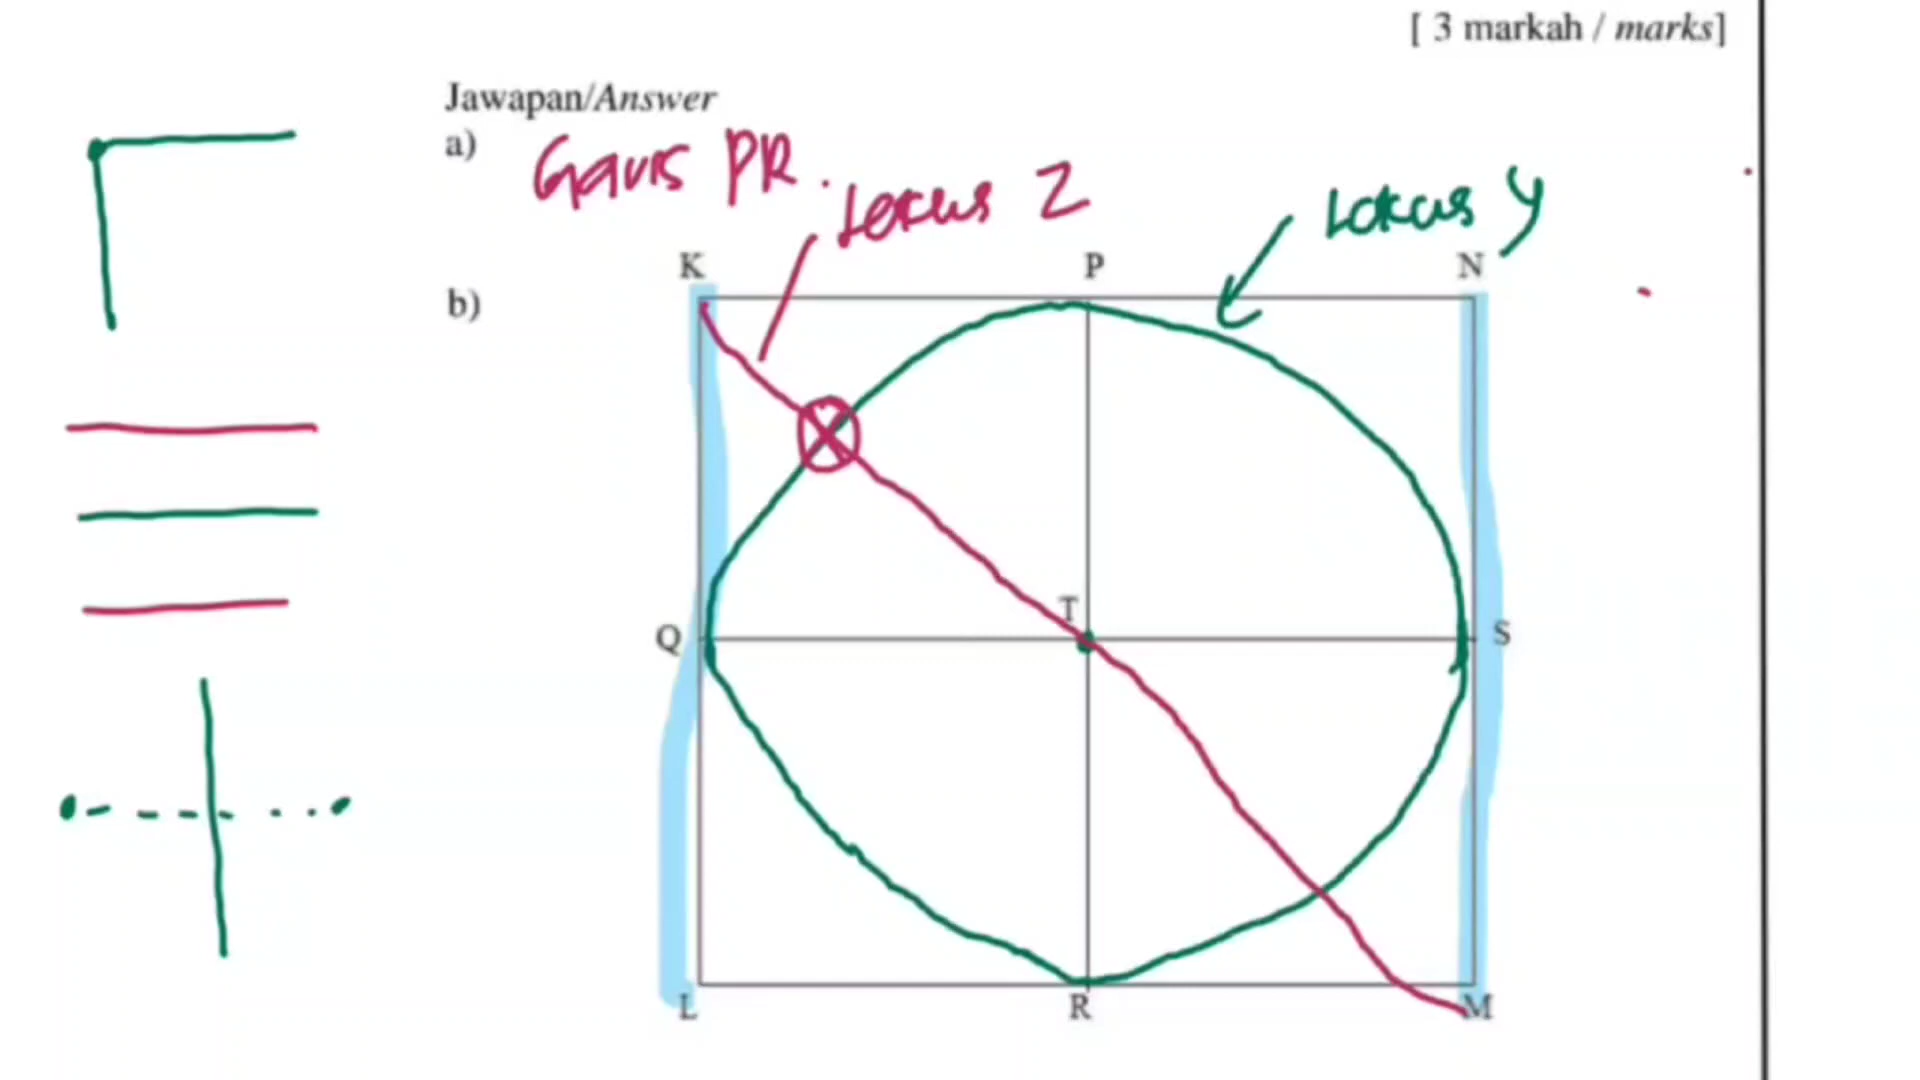 [ 3 markah / marks]
Jawapan/Answer
a) Garis PR.
Lokus Z
Lokus y
b)
K P N
Q T S
L R M